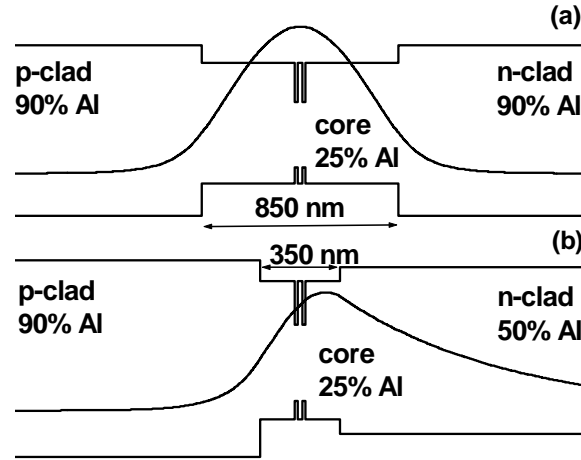 (a)
p-clad
90% Al
n-clad
90% Al
core
25% Al
850 nm
(b)
350 nm
p-clad
90% Al
n-clad
50% Al
core
25% Al